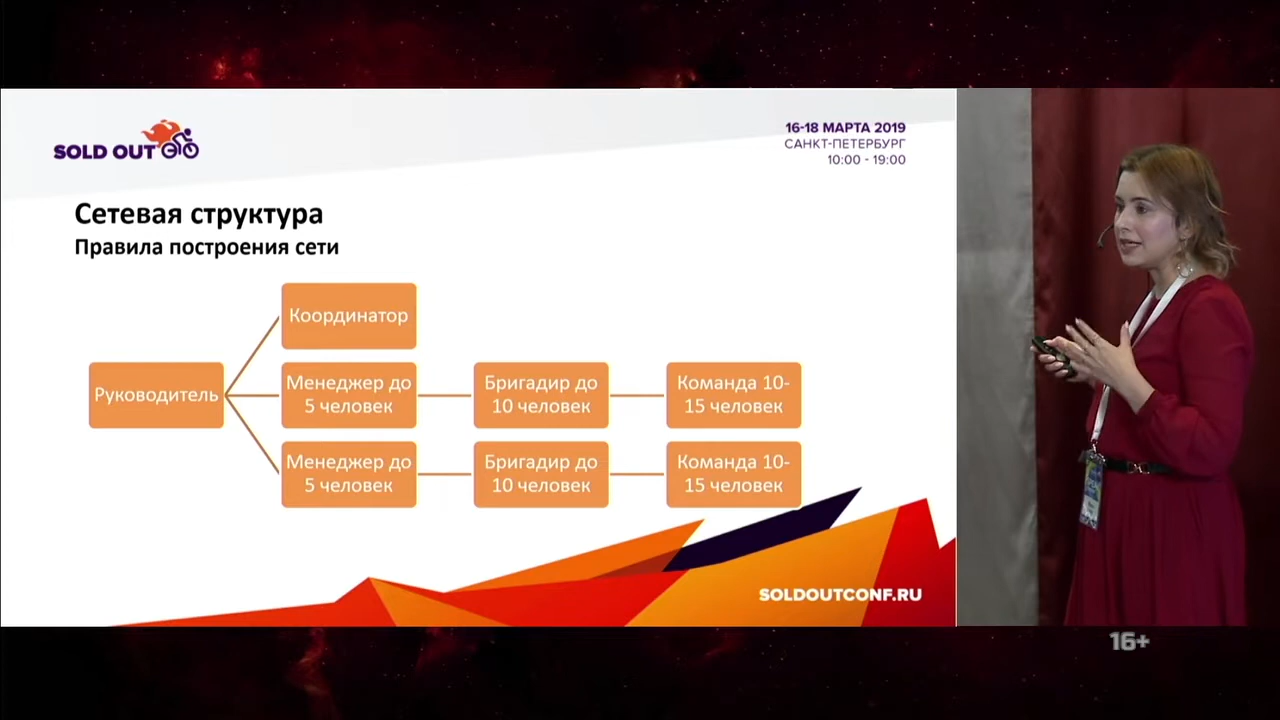 SOLD OUT
16-18 МАРТА 2019
САНКТ-ПЕТЕРБУРГ
10:00 - 19:00
Сетевая структура
Правила построения сети
Координатор
Руководитель
Менеджер до
5 человек
Бригадир до
10 человек
Команда 10-
15 человек
Менеджер до
5 человек
Бригадир до
10 человек
Команда 10-
15 человек
SOLDOUTCONF.RU
16+